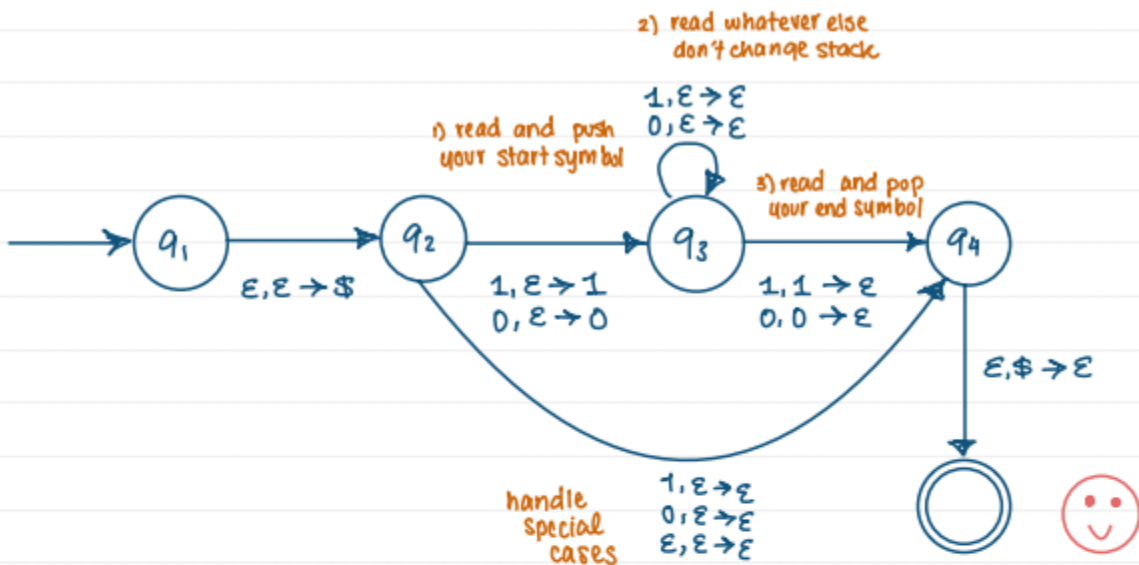 2) read whatever else
don't change stack
1,ε→ε
0,ε→ε
1) read and push
your start symbol
3) read and pop
your end symbol
q1
q2
q3
q4
ε,ε→$
1,ε→1
0,ε→0
1,1→ε
0,0→ε
ε,$→ε
handle
special
cases
1,ε→ε
0,ε→ε
ε,ε→ε